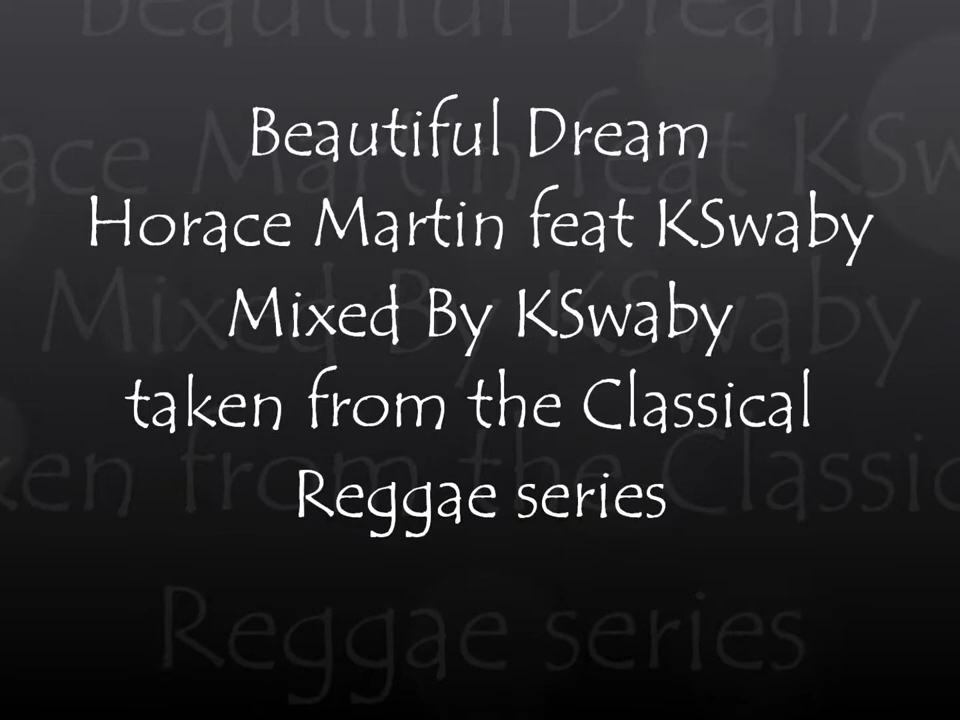 Beautiful Dream
Horace Martin feat KSwaby
Mixed By KSwaby
taken from the Classical
Reggae series